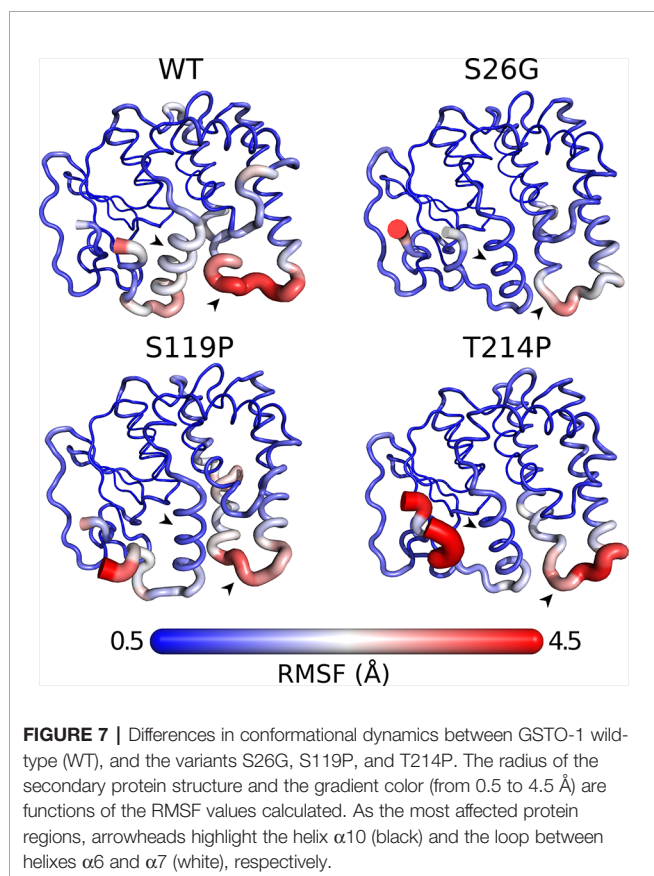 WT S26G
S119P T214P
0.5 4.5
RMSF (Å)
FIGURE 7 | Differences in conformational dynamics between GSTO-1 wild-
type (WT), and the variants S26G, S119P, and T214P. The radius of the
secondary protein structure and the gradient color (from 0.5 to 4.5 Å) are
functions of the RMSF values calculated. As the most affected protein
regions, arrowheads highlight the helix α10 (black) and the loop between
helixes α6 and α7 (white), respectively.